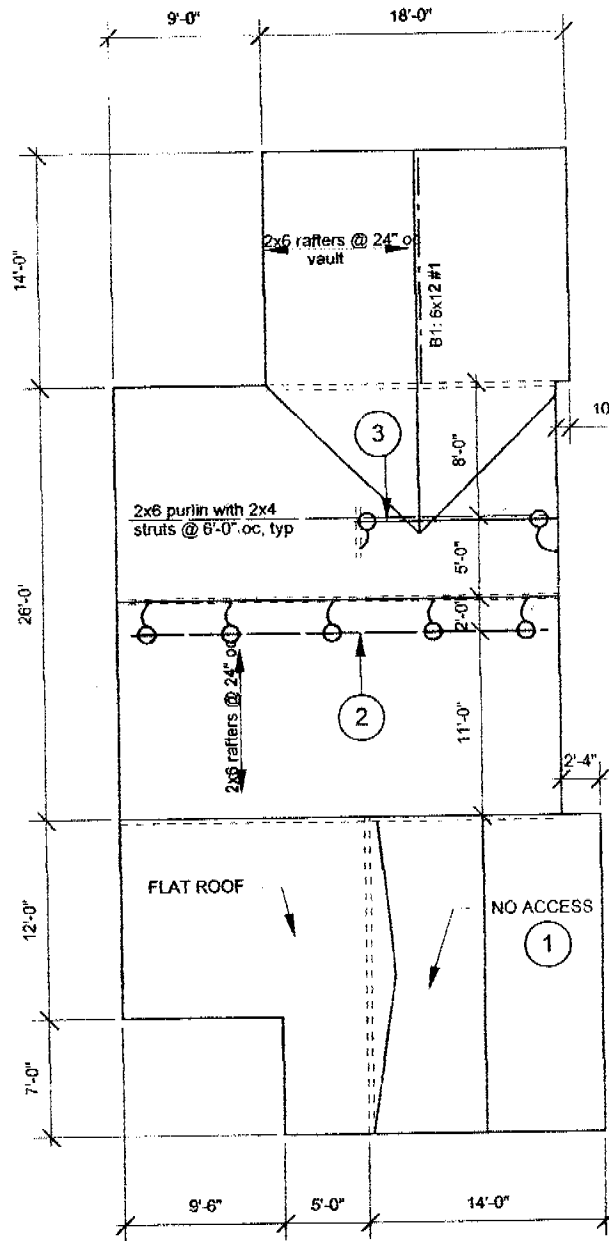 9'-0"
18'-0"
14'-0"
2x6 rafters @ 24" o
vault
B1: 6x12 #1
10
3
8'-0"
2x6 purlin with 2x4
struts @ 6'-0" oc, typ
5'-0"
26'-0'
2'-0"
2x6 rafters @ 24" oc
2
11'-0"
2'-4"
FLAT ROOF
NO ACCESS
1
12'-0"
7'-0"
9'-6"
5'-0"
14'-0"